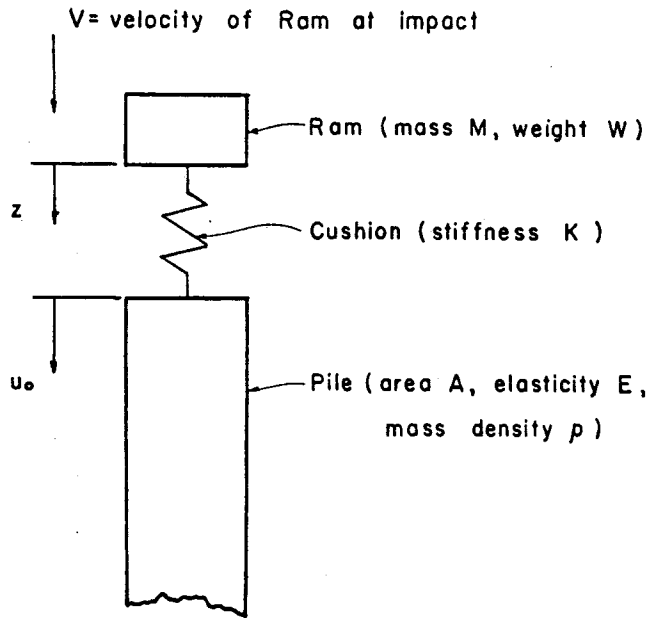 V= velocity of Ram at impact
Ram (mass M, weight W)
z
Cushion (stiffness K)
u₀
Pile (area A, elasticity E,
mass density ρ)